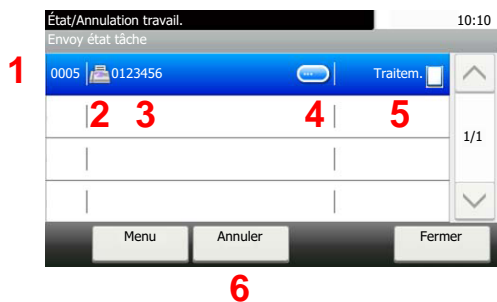 État/Annulation travail. 10:10
Envoy état tâche
1 0005 0123456 ... Traitem.
2 3 4 5
1/1
Menu Annuler Fermer
6